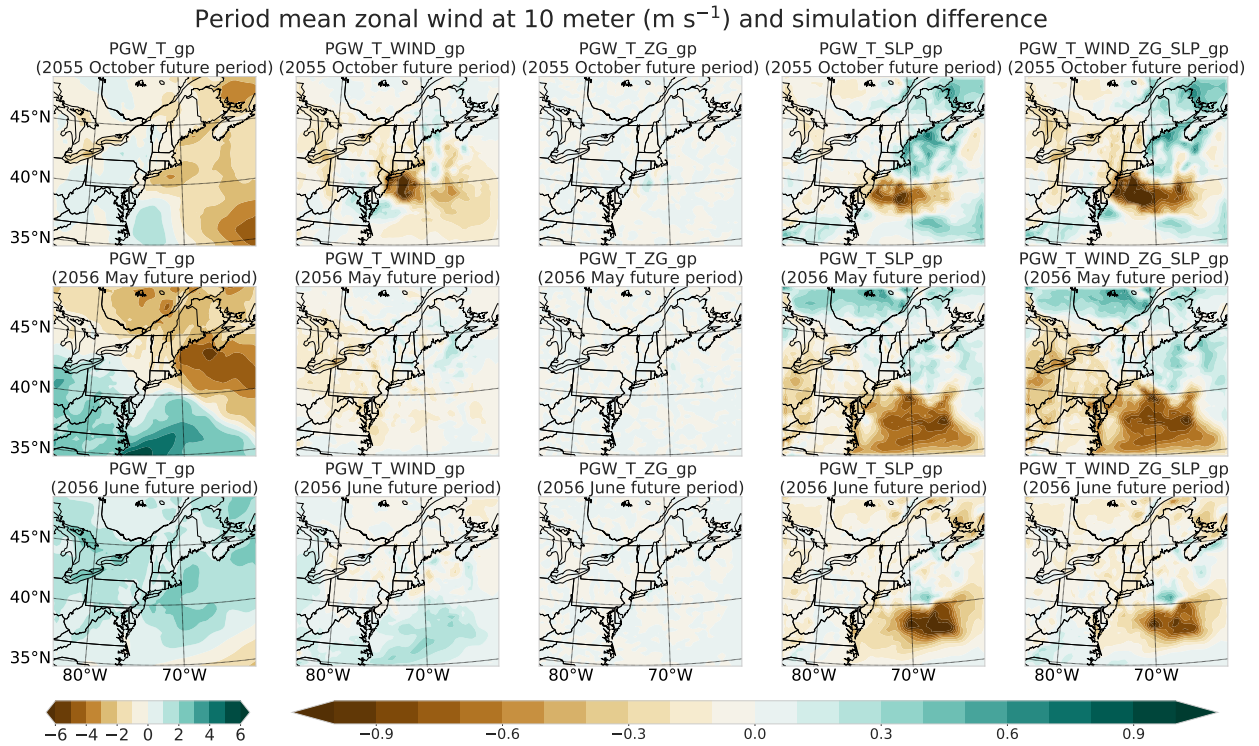 Period mean zonal wind at 10 meter (m s⁻¹) and simulation difference
PGW_T_gp
(2055 October future period)
PGW_T_WIND_gp
(2055 October future period)
PGW_T_ZG_gp
(2055 October future period)
PGW_T_SLP_gp
(2055 October future period)
PGW_T_WIND_ZG_SLP_gp
(2055 October future period)
45°N
40°N
35°N
PGW_T_gp
(2056 May future period)
PGW_T_WIND_gp
(2056 May future period)
PGW_T_ZG_gp
(2056 May future period)
PGW_T_SLP_gp
(2056 May future period)
PGW_T_WIND_ZG_SLP_gp
(2056 May future period)
45°N
40°N
35°N
PGW_T_gp
(2056 June future period)
PGW_T_WIND_gp
(2056 June future period)
PGW_T_ZG_gp
(2056 June future period)
PGW_T_SLP_gp
(2056 June future period)
PGW_T_WIND_ZG_SLP_gp
(2056 June future period)
45°N
40°N
35°N
80°W 70°W 80°W 70°W 80°W 70°W 80°W 70°W 80°W 70°W
−6 −4 −2 0 2 4 6
−0.9 −0.6 −0.3 0.0 0.3 0.6 0.9